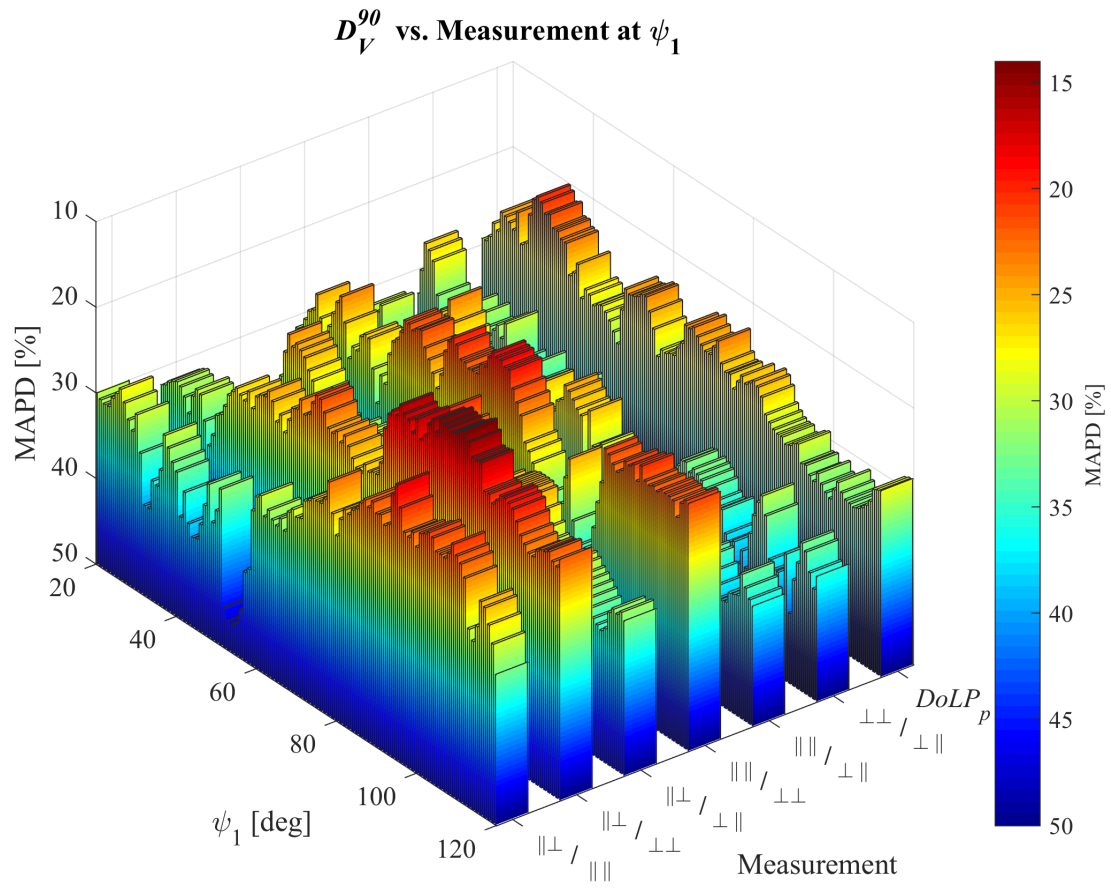 D_V^90 vs. Measurement at ψ_1
10
20
30
40
50
MAPD [%]
20
40
60
80
100
120
ψ_1 [deg]
∥⊥ / ∥∥
∥⊥ / ⊥⊥
∥⊥ / ⊥∥
∥∥ / ⊥⊥
∥∥ / ⊥∥
⊥⊥ / ⊥∥
DoLP_p
Measurement
15
20
25
30
35
40
45
50
MAPD [%]